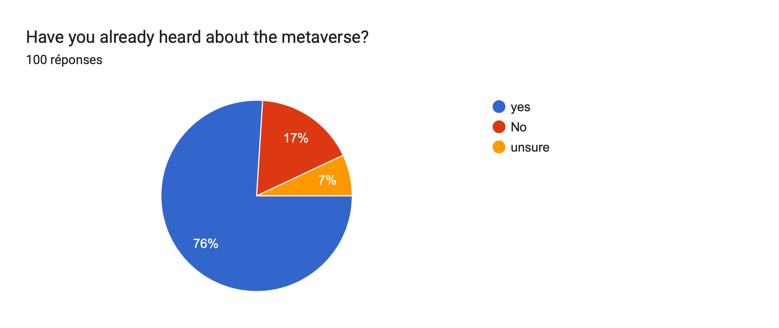 Have you already heard about the metaverse?
100 réponses
yes
No
unsure
17%
7%
76%